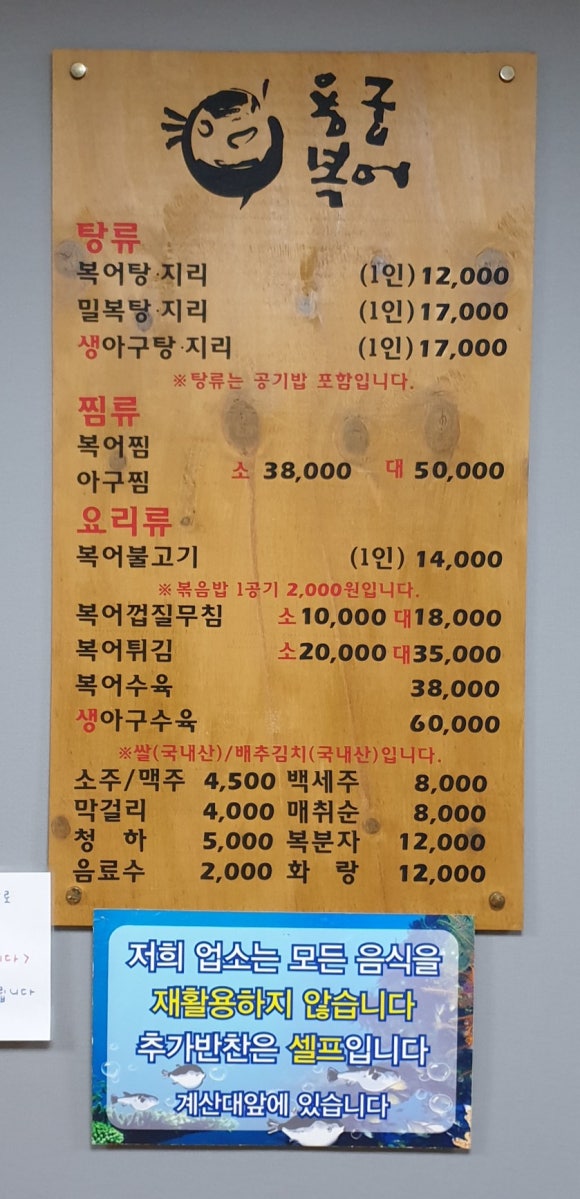 용궁
복어
탕류
복어탕·지리 (1인) 12,000
밀복탕·지리 (1인) 17,000
생아구탕·지리 (1인) 17,000
※탕류는 공기밥 포함입니다.
찜류
복어찜
아구찜 소 38,000 대 50,000
요리류
복어불고기 (1인) 14,000
※볶음밥 1공기 2,000원입니다.
복어껍질무침 소10,000 대18,000
복어튀김 소20,000 대35,000
복어수육 38,000
생아구수육 60,000
※쌀(국내산)/배추김치(국내산)입니다.
소주/맥주 4,500 백세주 8,000
막걸리 4,000 매취순 8,000
청 하 5,000 복분자 12,000
음료수 2,000 화 랑 12,000
저희 업소는 모든 음식을
재활용하지 않습니다
추가반찬은 셀프입니다
계산대앞에 있습니다